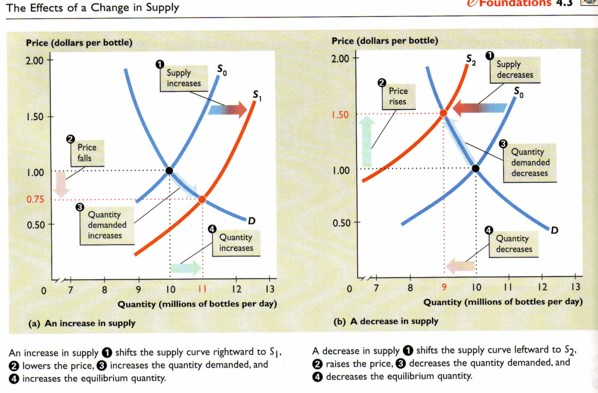 The Effects of a Change in Supply
eFoundations 4.3
Price (dollars per bottle)
2.00
1.50
1.00
0.75
0.50
0
7
8
9
10
11
12
13
1 Supply increases
S0
S1
2 Price falls
3 Quantity demanded increases
4 Quantity increases
D
Quantity (millions of bottles per day)
(a) An increase in supply
An increase in supply 1 shifts the supply curve rightward to S1,
2 lowers the price, 3 increases the quantity demanded, and
4 increases the equilibrium quantity.
Price (dollars per bottle)
2.00
1.50
1.00
0.50
0
7
8
9
10
11
12
13
1 Supply decreases
S2
S0
2 Price rises
3 Quantity demanded decreases
4 Quantity decreases
D
Quantity (millions of bottles per day)
(b) A decrease in supply
A decrease in supply 1 shifts the supply curve leftward to S2,
2 raises the price, 3 decreases the quantity demanded, and
4 decreases the equilibrium quantity.